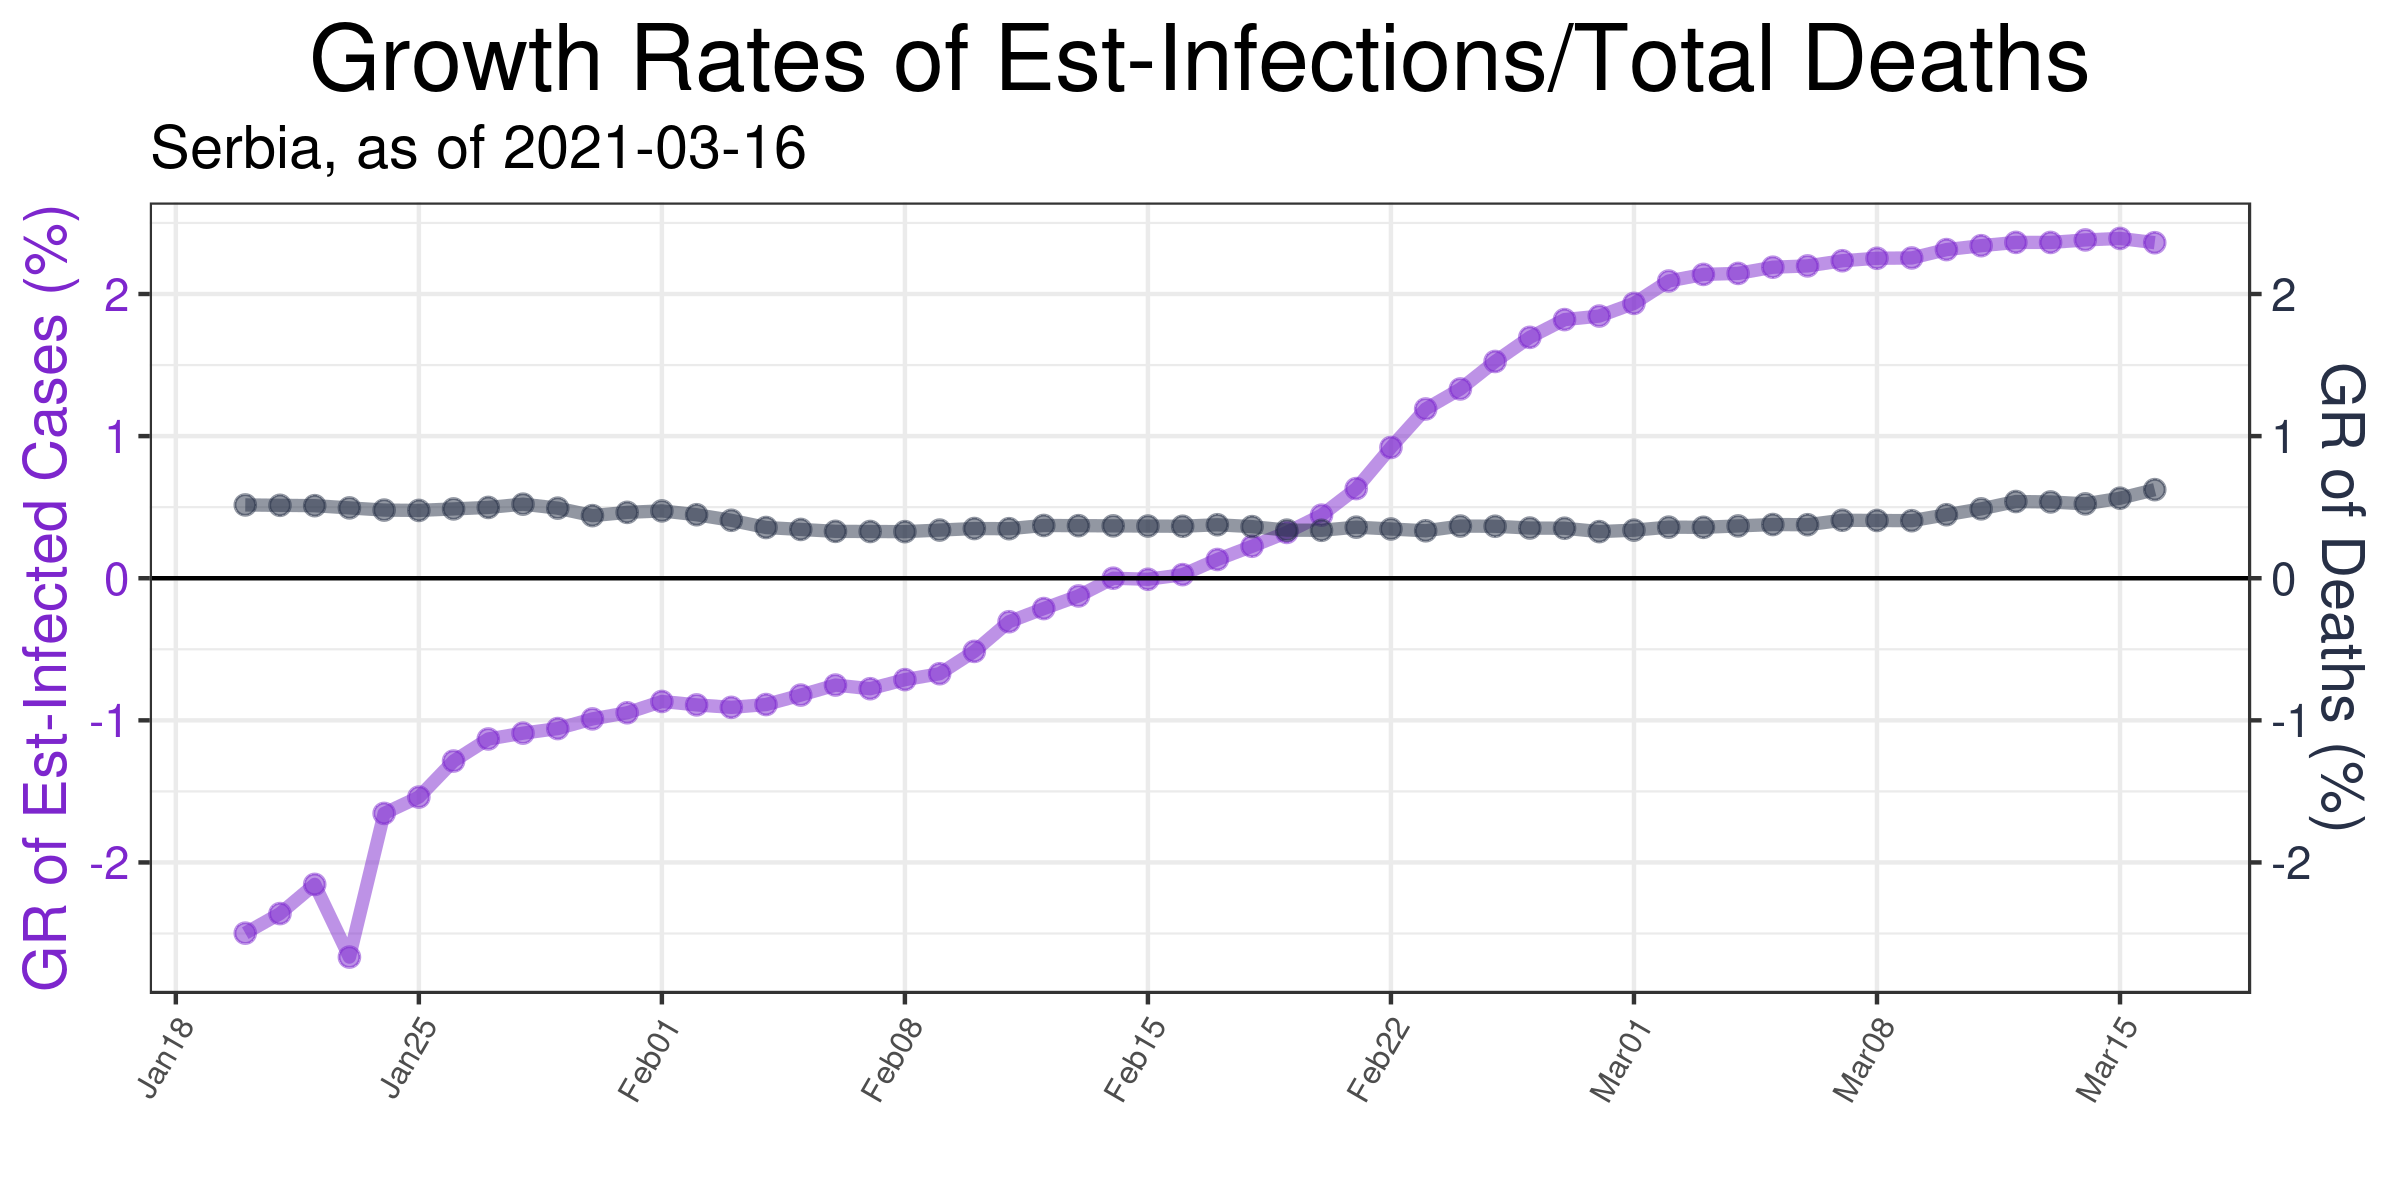 Growth Rates of Est-Infections/Total Deaths
Serbia, as of 2021-03-16
GR of Est-Infected Cases (%)
2
1
0
-1
-2
2
1
0
-1
-2
GR of Deaths (%)
Jan18
Jan25
Feb01
Feb08
Feb15
Feb22
Mar01
Mar08
Mar15